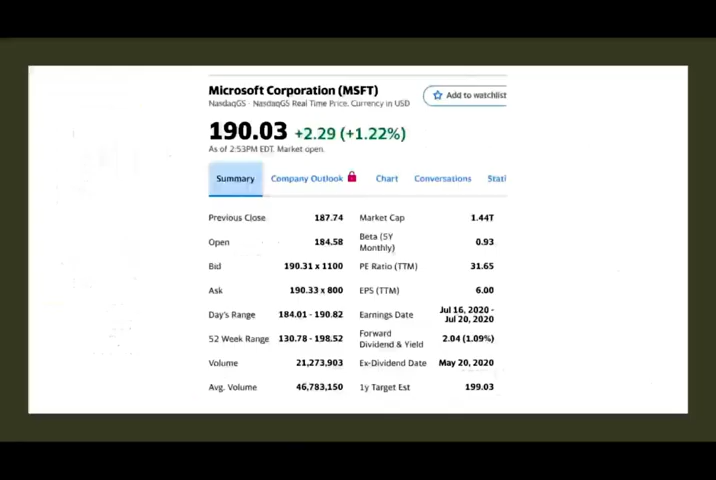 Microsoft Corporation (MSFT)
NasdaqGS - NasdaqGS Real Time Price. Currency in USD
Add to watchlist
190.03 +2.29 (+1.22%)
As of 2:53PM EDT. Market open.
Summary Company Outlook Chart Conversations Stati
Previous Close 187.74 Market Cap 1.44T
Open 184.58 Beta (5Y Monthly) 0.93
Bid 190.31 x 1100 PE Ratio (TTM) 31.65
Ask 190.33 x 800 EPS (TTM) 6.00
Day's Range 184.01 - 190.82 Earnings Date Jul 16, 2020 - Jul 20, 2020
52 Week Range 130.78 - 198.52 Forward Dividend & Yield 2.04 (1.09%)
Volume 21,273,903 Ex-Dividend Date May 20, 2020
Avg. Volume 46,783,150 1y Target Est 199.03